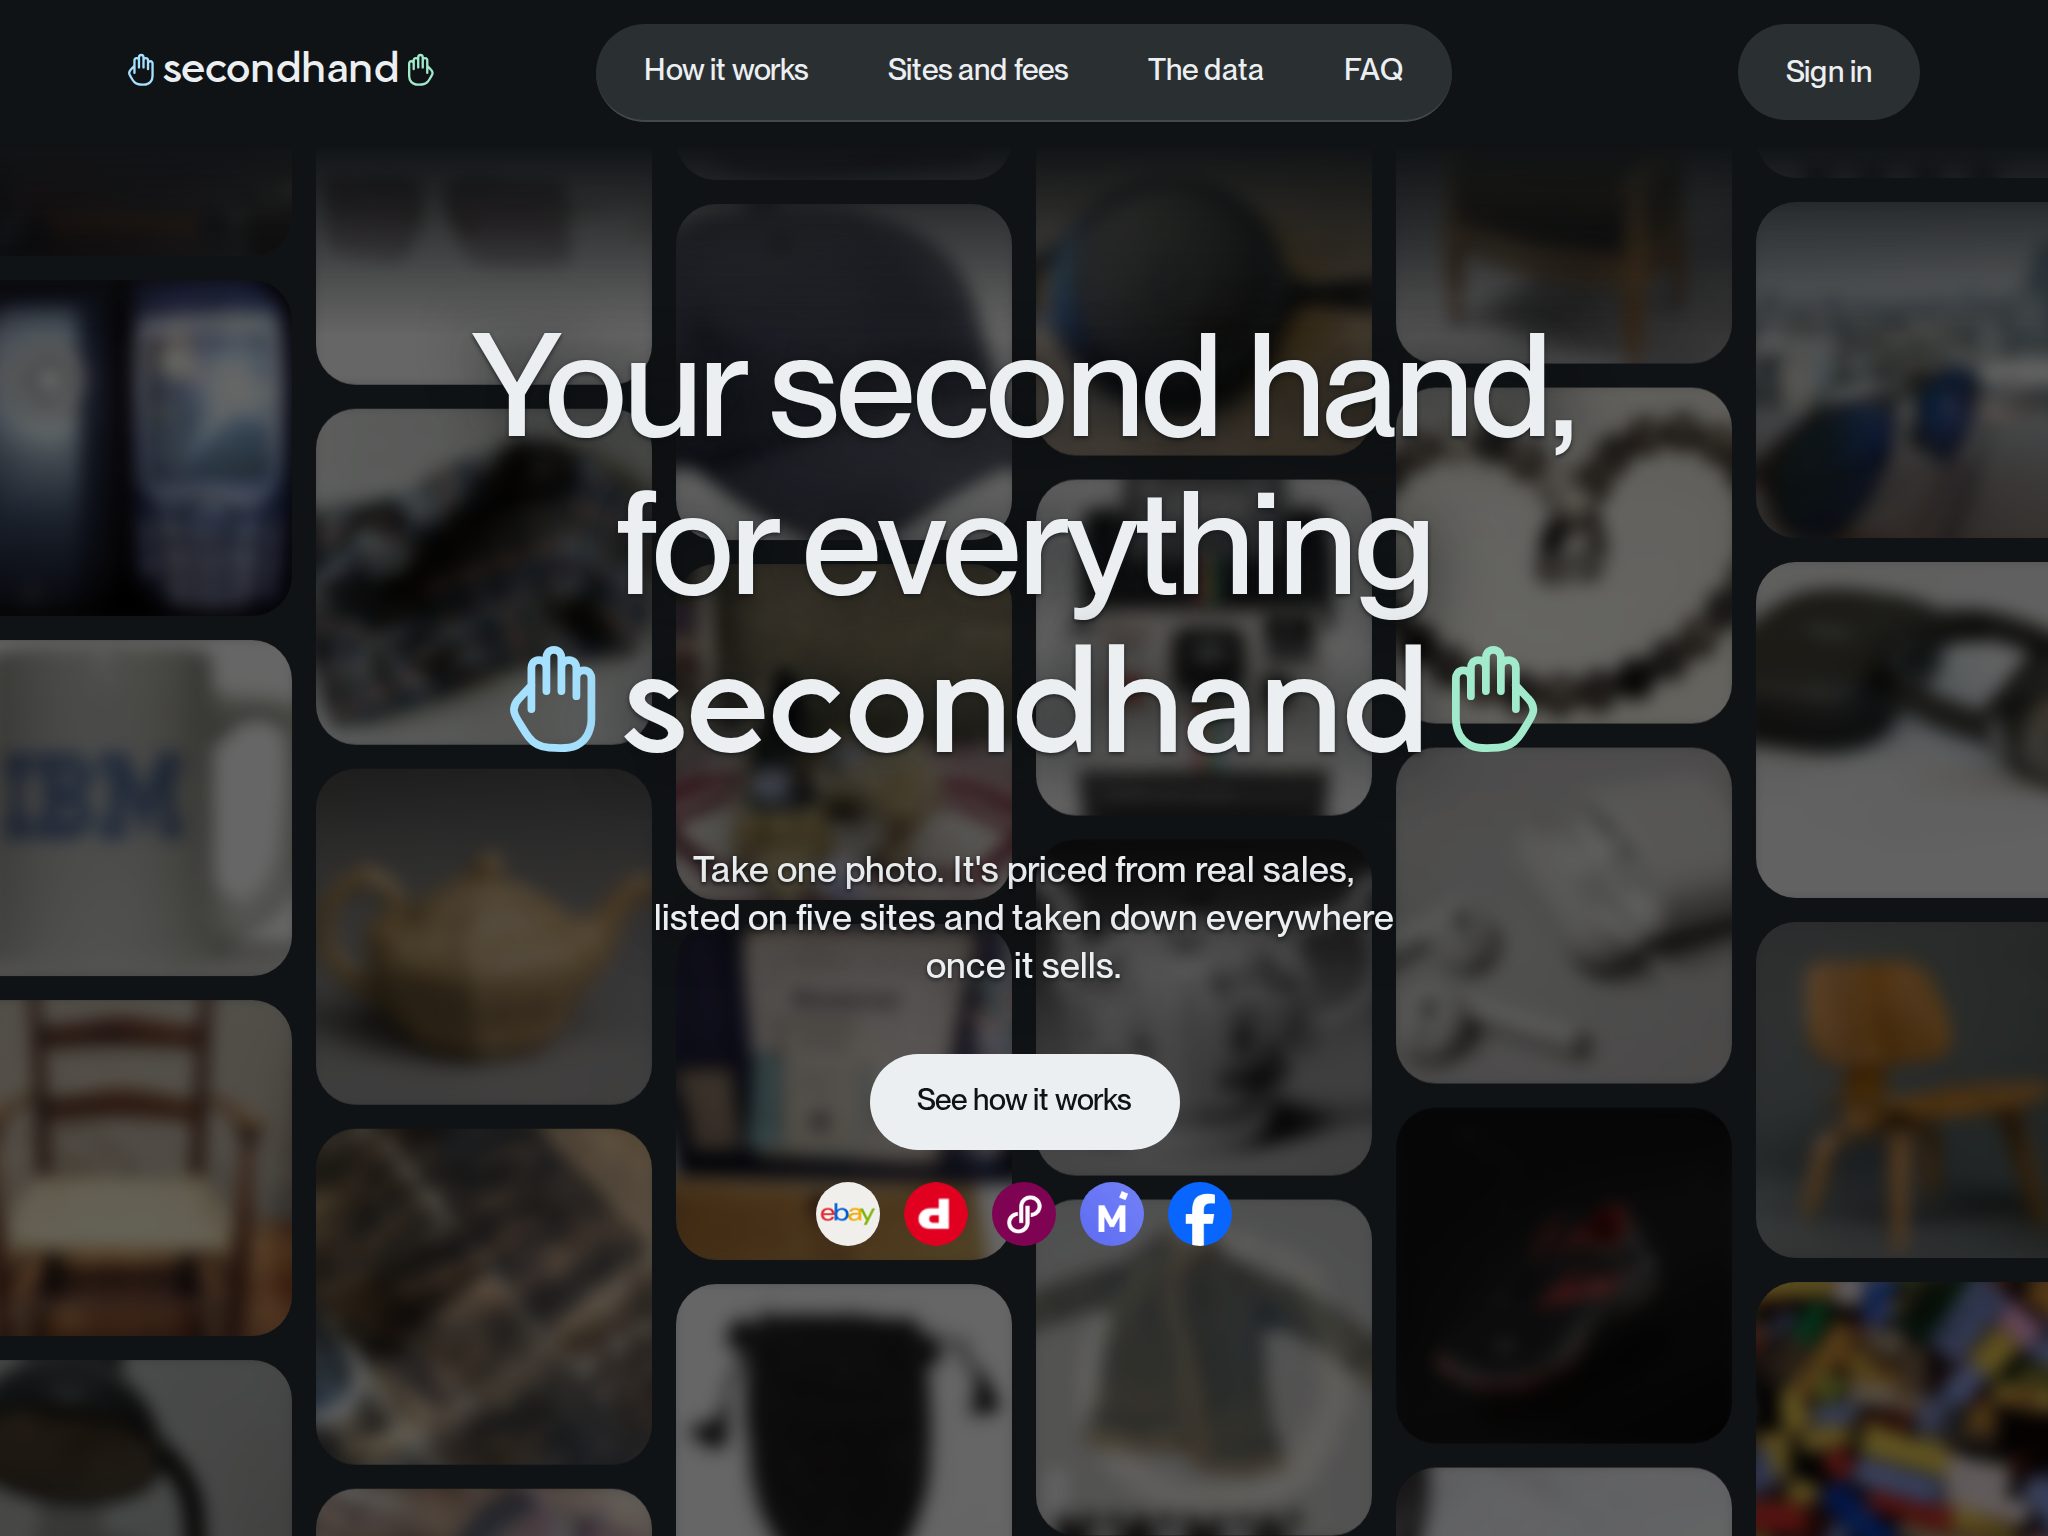 secondhand
How it works
Sites and fees
The data
FAQ
Sign in
Your second hand,
for everything
secondhand
Take one photo. It's priced from real sales,
listed on five sites and taken down everywhere
once it sells.
See how it works
ebay
d
M
f
IBM